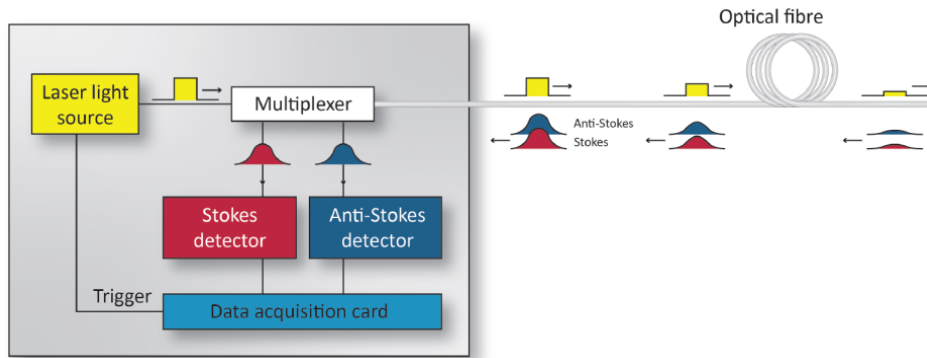 Optical fibre
Laser light
source
Multiplexer
Anti-Stokes
Stokes
Stokes
detector
Anti-Stokes
detector
Trigger
Data acquisition card